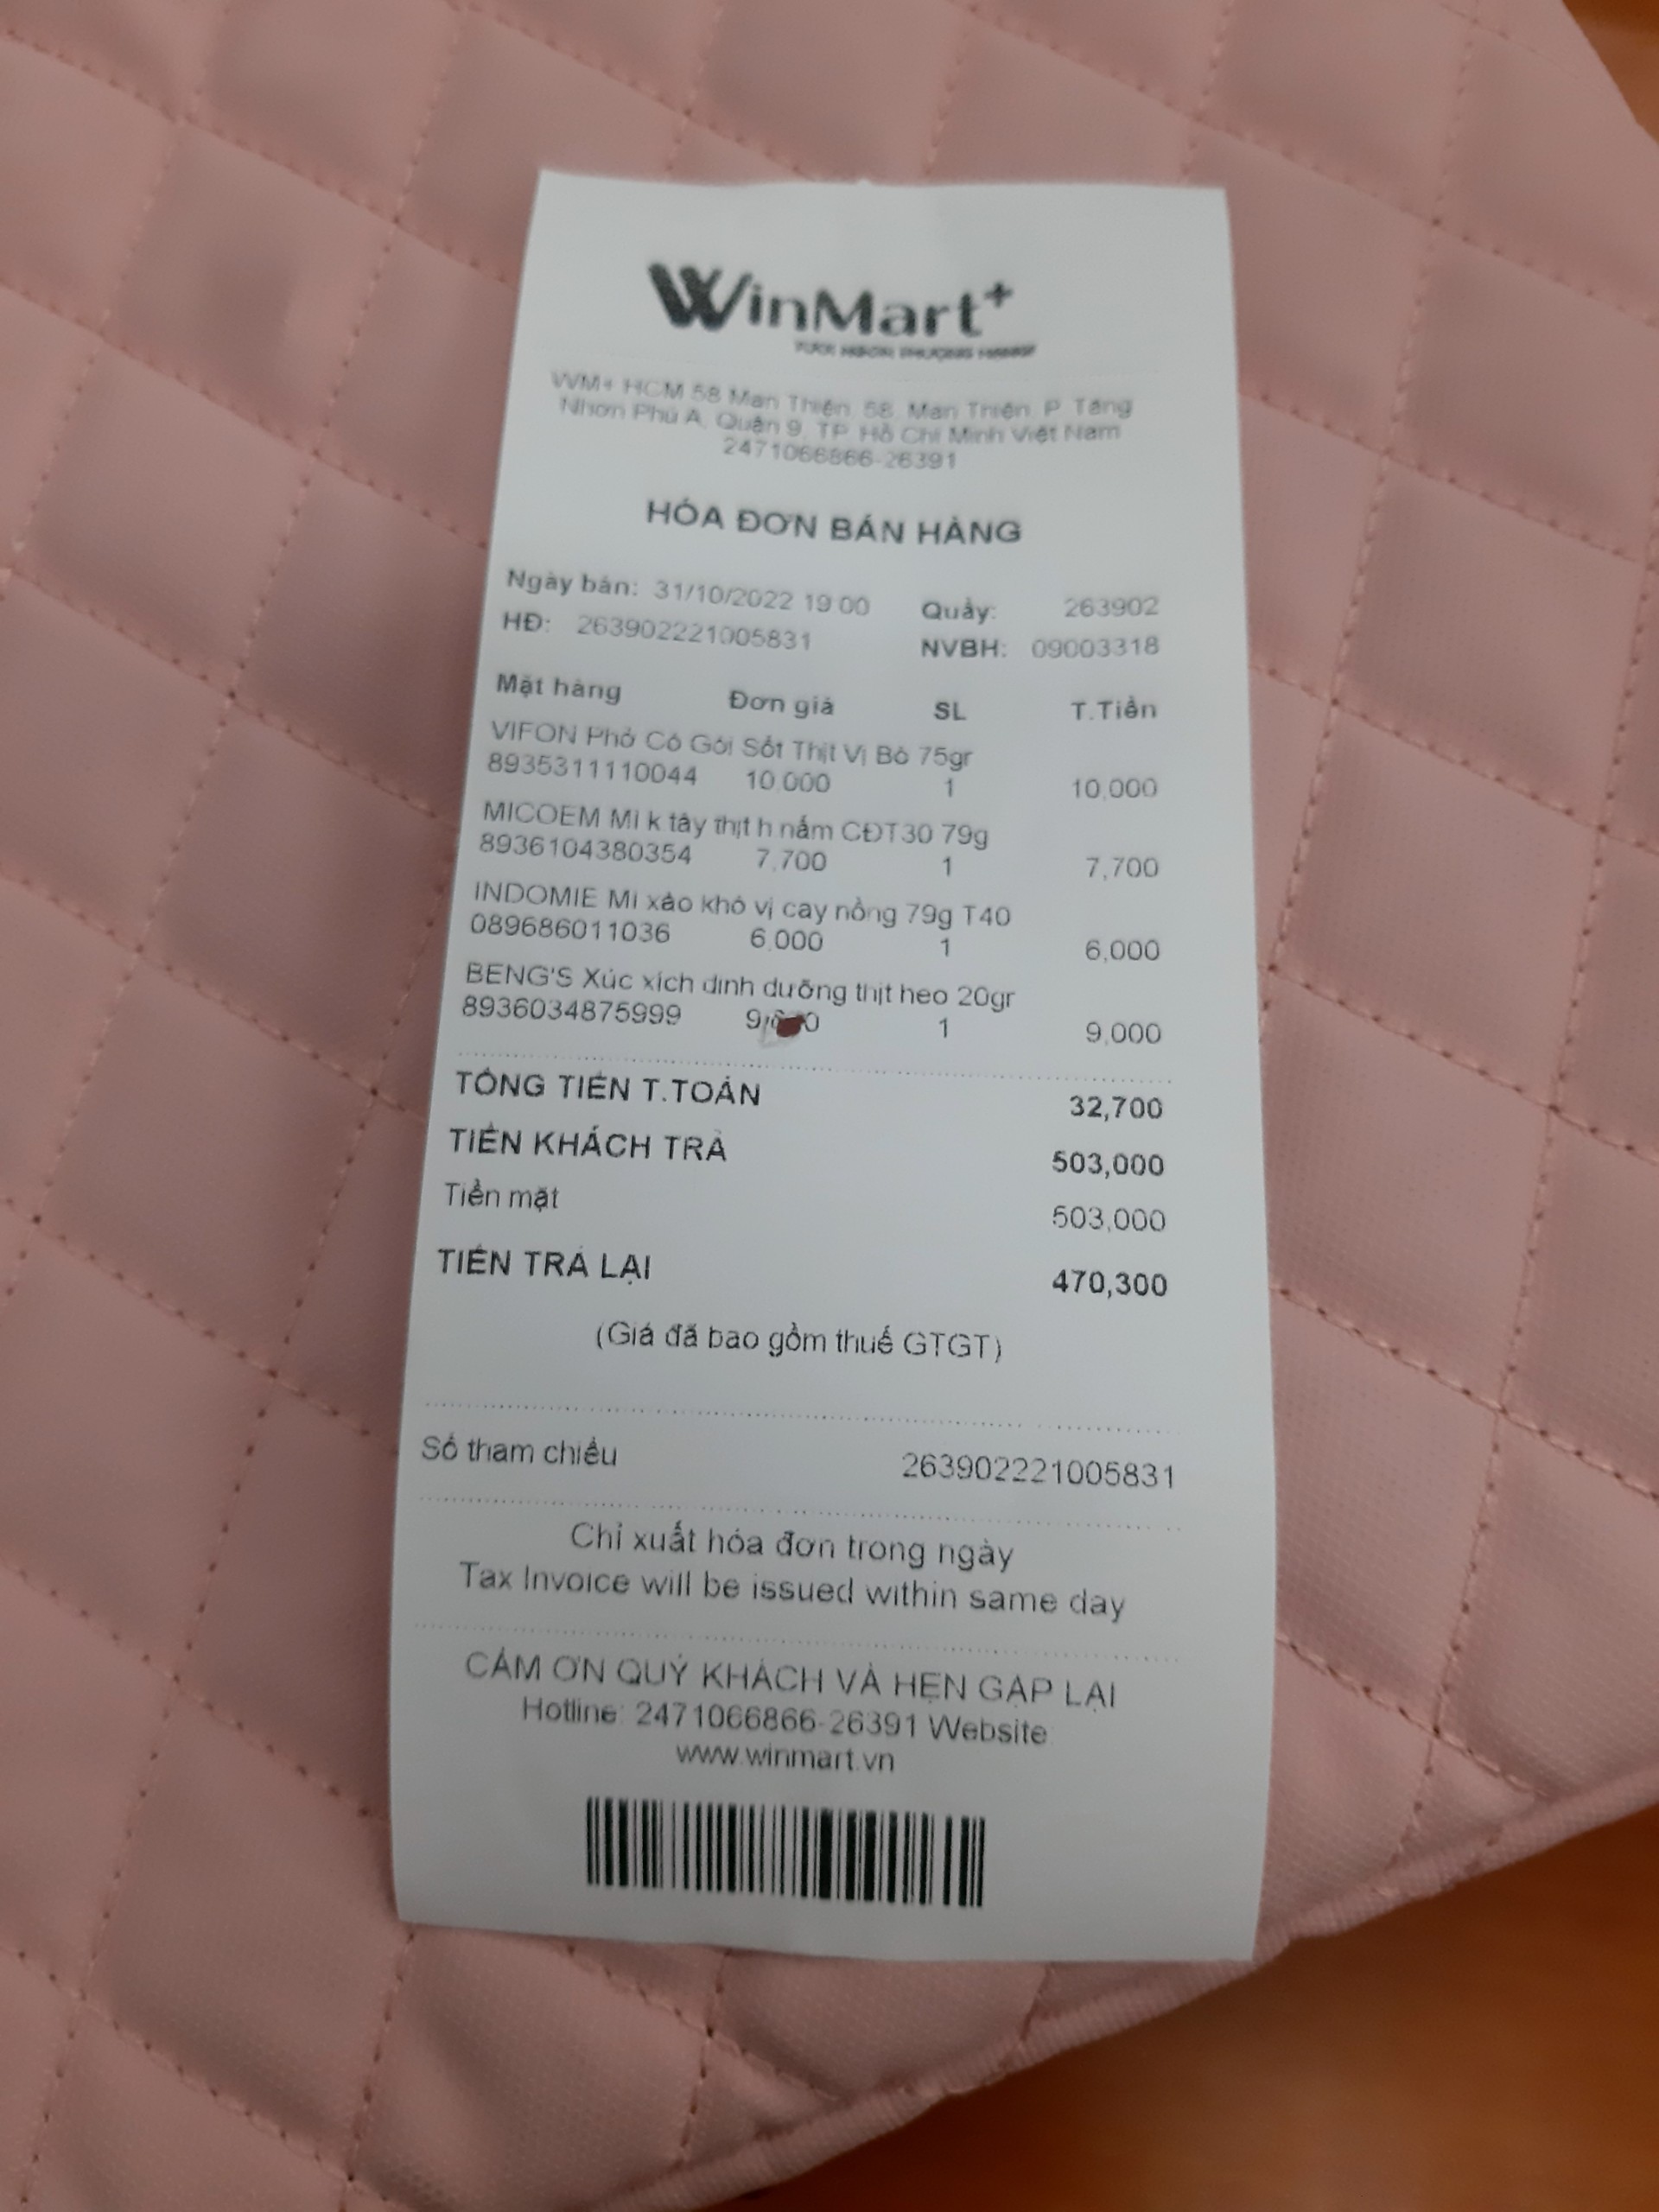 WinMart+
WM+ HCM 58 Man Thiện, 58, Man Thiện, P. Tăng
Nhơn Phú A, Quận 9, TP. Hồ Chí Minh Việt Nam
2471066866-26391
HÓA ĐƠN BÁN HÀNG
Ngày bán: 31/10/2022 19:00 Quầy: 263902
HĐ: 263902221005831 NVBH: 09003318
Mặt hàng Đơn giá SL T.Tiền
VIFON Phở Có Gói Sốt Thịt Vị Bò 75gr
8935311110044 10,000 1 10,000
MICOEM Mì k tây thịt h nấm CĐT30 79g
8936104380354 7,700 1 7,700
INDOMIE Mì xào khô vị cay nồng 79g T40
089686011036 6,000 1 6,000
BENG'S Xúc xích dinh dưỡng thịt heo 20gr
8936034875999 1 9,000
TỔNG TIỀN T.TOÁN 32,700
TIỀN KHÁCH TRẢ 503,000
Tiền mặt 503,000
TIỀN TRẢ LẠI 470,300
(Giá đã bao gồm thuế GTGT)
Số tham chiếu 263902221005831
Chỉ xuất hóa đơn trong ngày
Tax Invoice will be issued within same day
CẢM ƠN QUÝ KHÁCH VÀ HẸN GẶP LẠI
Hotline: 2471066866-26391 Website:
www.winmart.vn